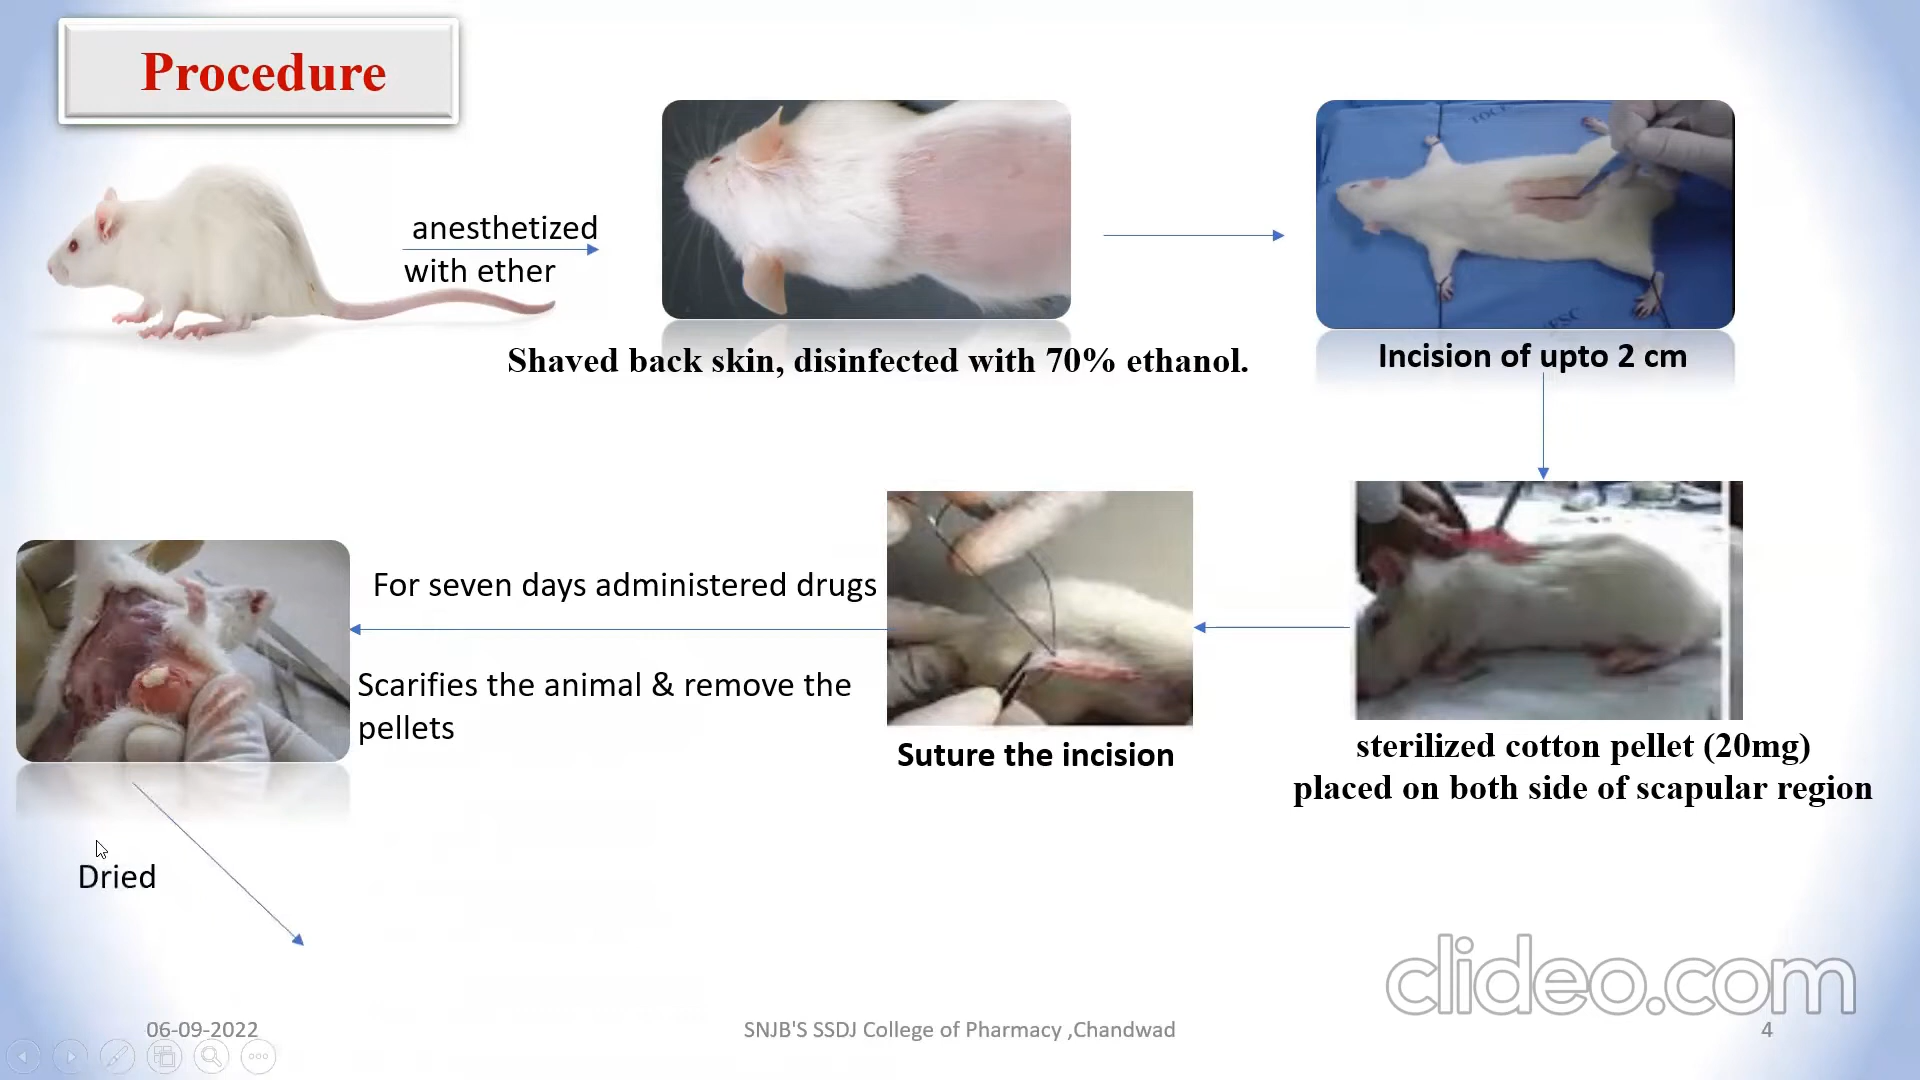 Procedure
anesthetized
with ether
Shaved back skin, disinfected with 70% ethanol.
Incision of upto 2 cm
sterilized cotton pellet (20mg)
placed on both side of scapular region
Suture the incision
For seven days administered drugs
Scarifies the animal & remove the
pellets
Dried
clideo.com
06-09-2022
SNJB'S SSDJ College of Pharmacy ,Chandwad
4